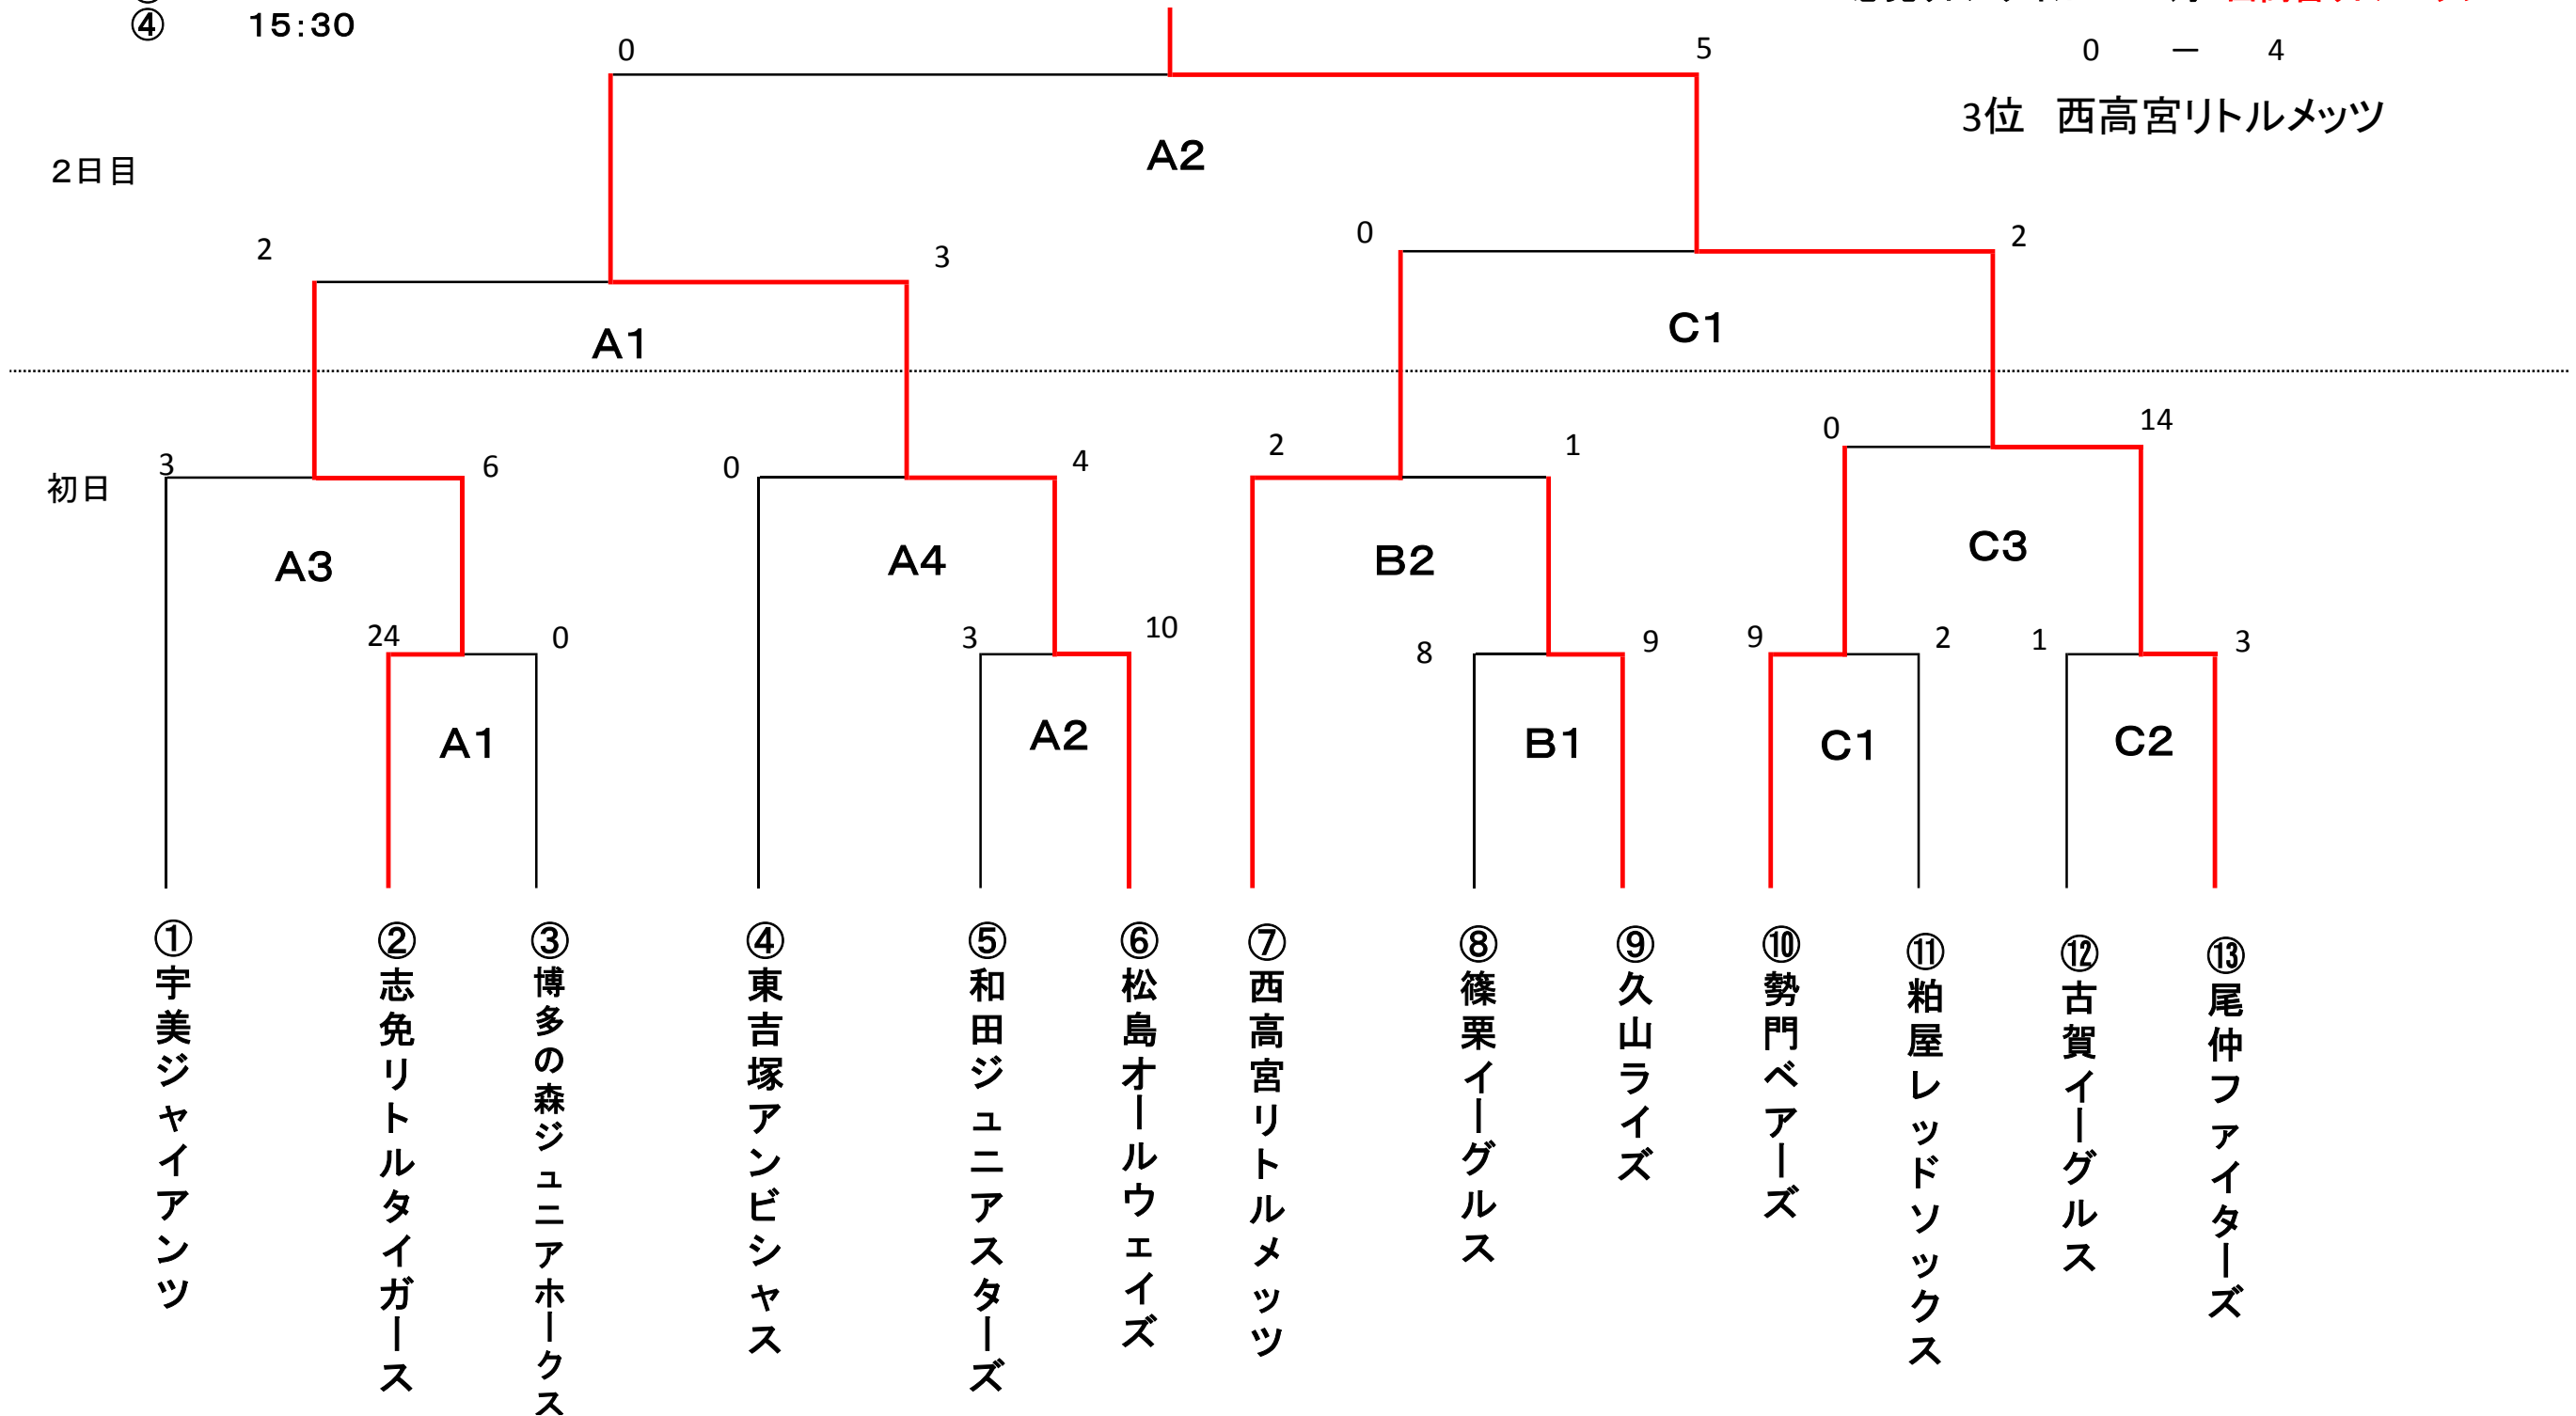 ④ 15:30
0 5
0 － 4
3位 西高宮リトルメッツ
A2
2日目
2 3 0 2
A1 C1
初日
3 6 0 4 2 1 0 14
A3 A4 B2 C3
24 0 3 10 8 9 9 2 1 3
A1 A2 B1 C1 C2
①宇美ジャイアンツ
②志免リトルタイガース
③博多の森ジュニアホークス
④東吉塚アンビシャス
⑤和田ジュニアスターズ
⑥松島オールウェイズ
⑦西高宮リトルメッツ
⑧篠栗イーグルス
⑨久山ライズ
⑩勢門ベアーズ
⑪粕屋レッドソックス
⑫古賀イーグルス
⑬尾仲ファイターズ